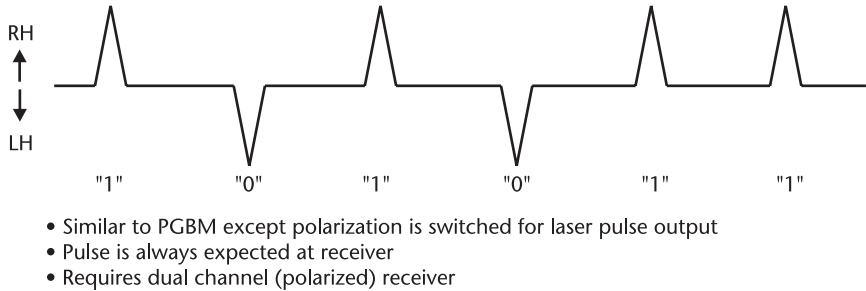 RH
LH
"1" "0" "1" "0" "1" "1"
• Similar to PGBM except polarization is switched for laser pulse output
• Pulse is always expected at receiver
• Requires dual channel (polarized) receiver